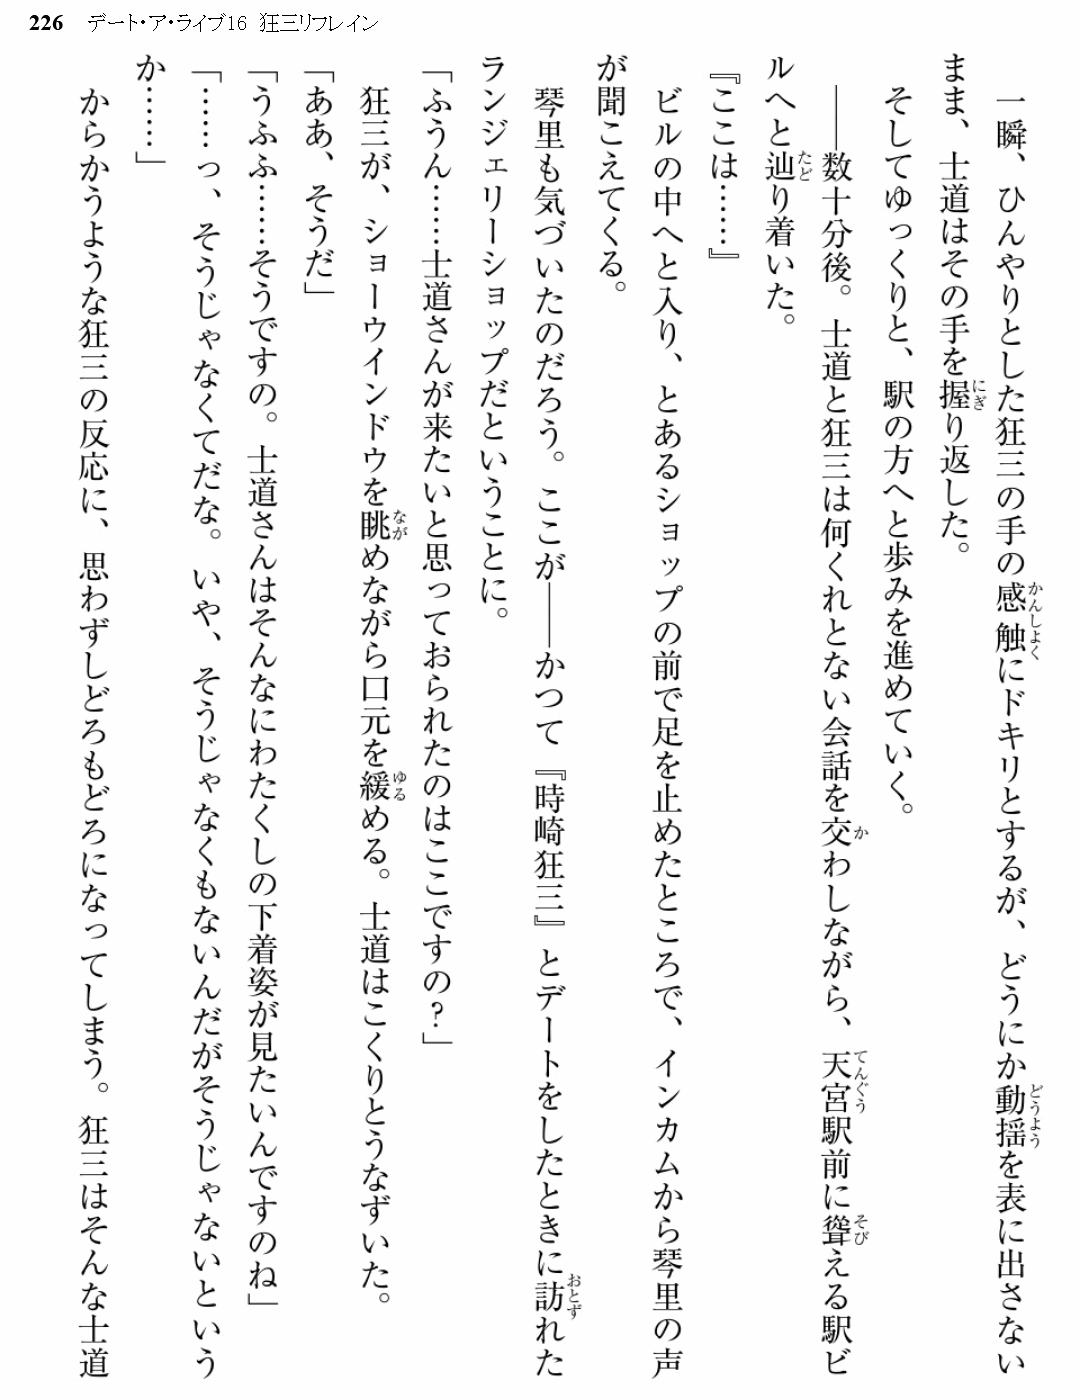 226 デート・ア・ライブ16 狂三リフレイン
一瞬、ひんやりとした狂三の手の感触にドキリとするが、どうにか動揺を表に出さない
まま、士道はその手を握り返した。
そしてゆっくりと、駅の方へと歩みを進めていく。
――数十分後。士道と狂三は何くれとない会話を交わしながら、天宮駅前に聳える駅ビ
ルへと辿り着いた。
『ここは……』
ビルの中へと入り、とあるショップの前で足を止めたところで、インカムから琴里の声
が聞こえてくる。
琴里も気づいたのだろう。ここが――かつて『時崎狂三』とデートをしたときに訪れた
ランジェリーショップだということに。
「ふうん……士道さんが来たいと思っておられたのはここですの？」
狂三が、ショーウインドウを眺めながら口元を緩める。士道はこくりとうなずいた。
「ああ、そうだ」
「うふふ……そうですの。士道さんはそんなにわたくしの下着姿が見たいんですのね」
「……っ、そうじゃなくてだな。いや、そうじゃなくもないんだがそうじゃないという
か……」
からかうような狂三の反応に、思わずしどろもどろになってしまう。狂三はそんな士道